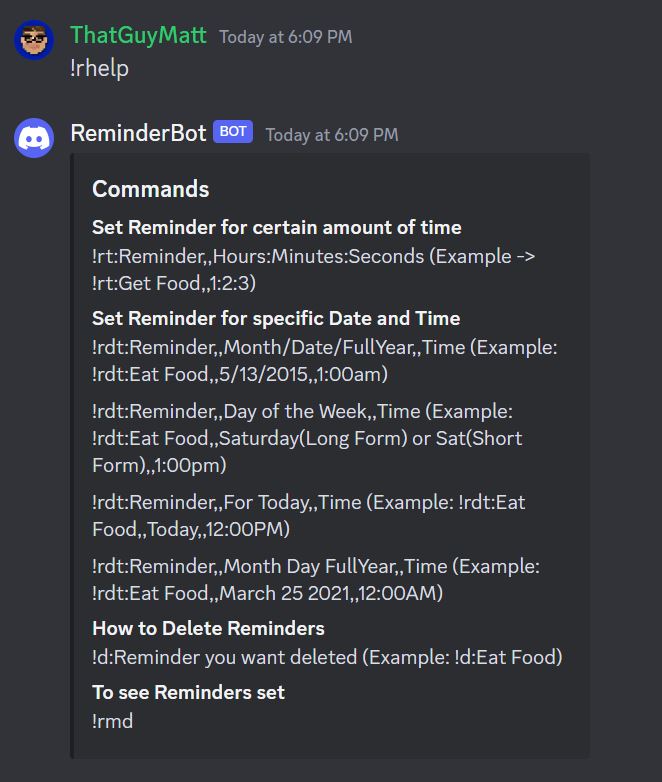 ThatGuyMatt Today at 6:09 PM
!rhelp
ReminderBot BOT Today at 6:09 PM
Commands
Set Reminder for certain amount of time
!rt:Reminder,,Hours:Minutes:Seconds (Example ->
!rt:Get Food,,1:2:3)
Set Reminder for specific Date and Time
!rdt:Reminder,,Month/Date/FullYear,,Time (Example:
!rdt:Eat Food,,5/13/2015,,1:00am)
!rdt:Reminder,,Day of the Week,,Time (Example:
!rdt:Eat Food,,Saturday(Long Form) or Sat(Short
Form),,1:00pm)
!rdt:Reminder,,For Today,,Time (Example: !rdt:Eat
Food,,Today,,12:00PM)
!rdt:Reminder,,Month Day FullYear,,Time (Example:
!rdt:Eat Food,,March 25 2021,,12:00AM)
How to Delete Reminders
!d:Reminder you want deleted (Example: !d:Eat Food)
To see Reminders set
!rmd